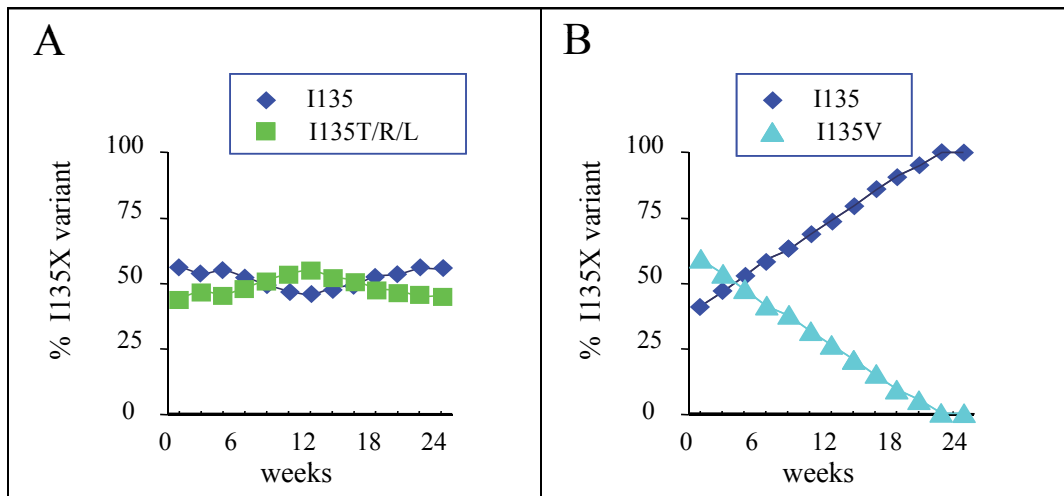 A
I135
I135T/R/L
% I135X variant
100
75
50
25
0
0 6 12 18 24
weeks
B
I135
I135V
% I135X variant
100
75
50
25
0
0 6 12 18 24
weeks